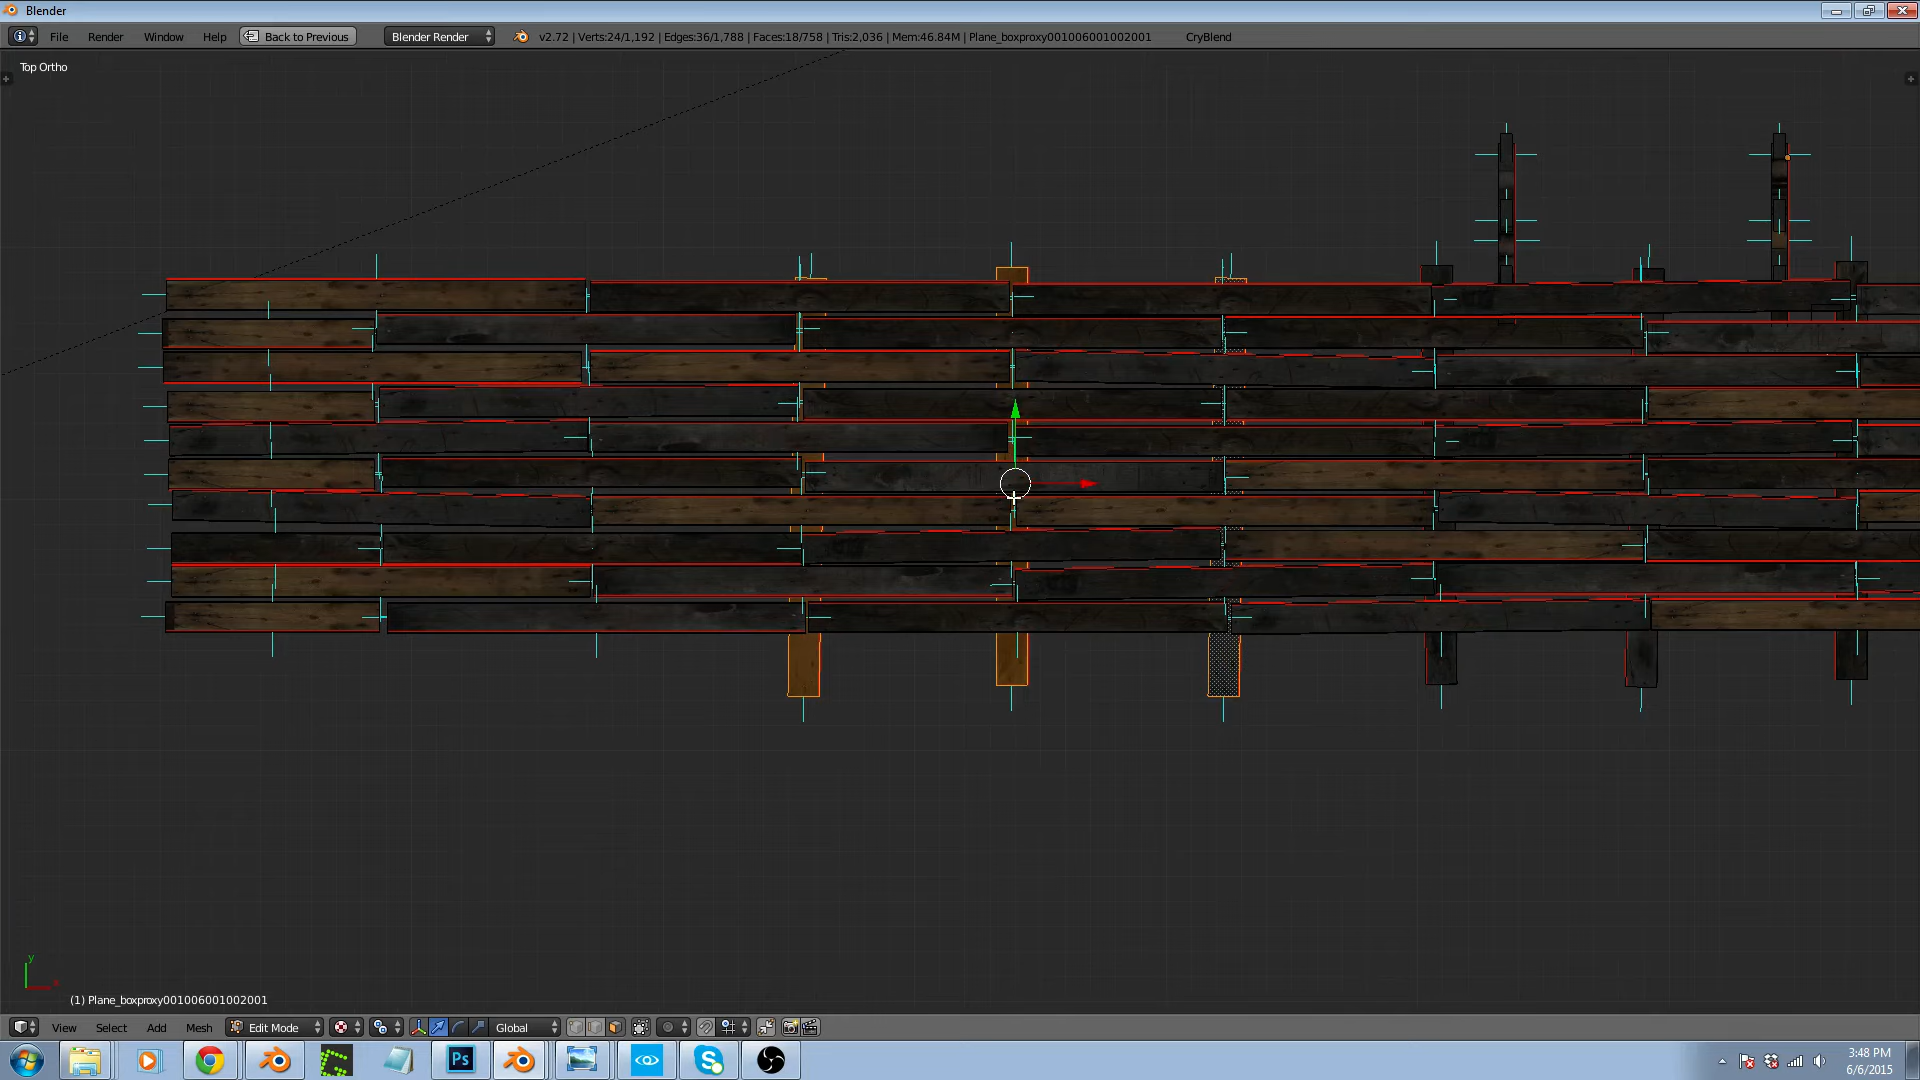 Blender
File Render Window Help Back to Previous Blender Render v2.72 | Verts:24/1,192 | Edges:36/1,788 | Faces:18/758 | Tris:2,036 | Mem:46.84M | Plane_boxproxy001006001002001 CryBlend
Top Ortho
y
(1) Plane_boxproxy001006001002001
View Select Add Mesh Edit Mode Global
Ps
3:48 PM
6/6/2015